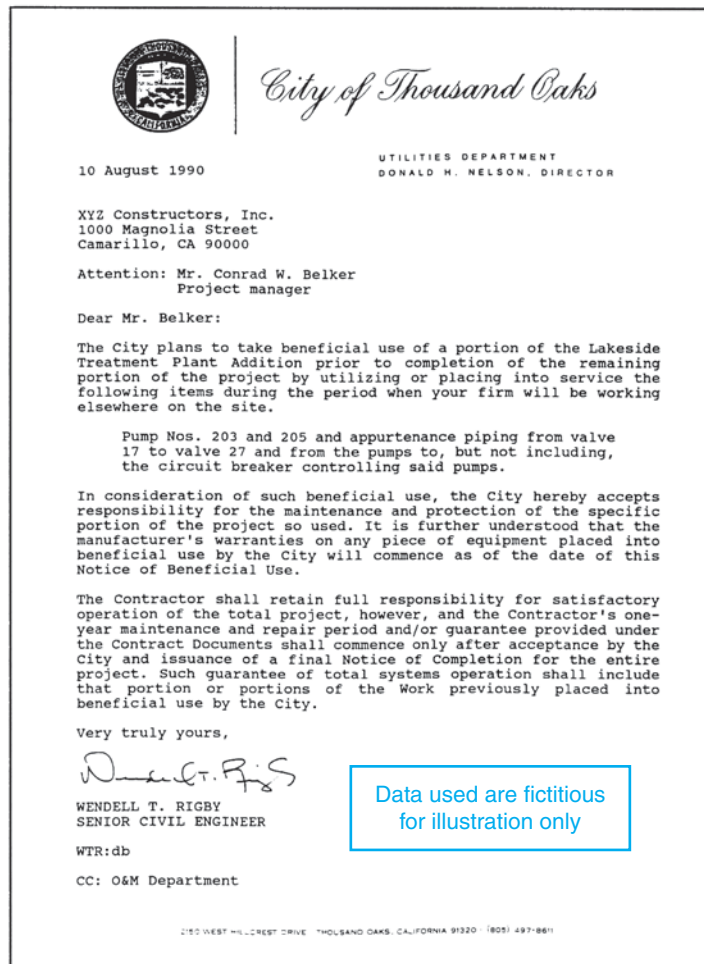 City of Thousand Oaks
CALIFORNIA
UTILITIES DEPARTMENT
DONALD H. NELSON, DIRECTOR
10 August 1990
XYZ Constructors, Inc.
1000 Magnolia Street
Camarillo, CA 90000
Attention: Mr. Conrad W. Belker
Project manager
Dear Mr. Belker:
The City plans to take beneficial use of a portion of the Lakeside
Treatment Plant Addition prior to completion of the remaining
portion of the project by utilizing or placing into service the
following items during the period when your firm will be working
elsewhere on the site.
Pump Nos. 203 and 205 and appurtenance piping from valve
17 to valve 27 and from the pumps to, but not including,
the circuit breaker controlling said pumps.
In consideration of such beneficial use, the City hereby accepts
responsibility for the maintenance and protection of the specific
portion of the project so used. It is further understood that the
manufacturer's warranties on any piece of equipment placed into
beneficial use by the City will commence as of the date of this
Notice of Beneficial Use.
The Contractor shall retain full responsibility for satisfactory
operation of the total project, however, and the Contractor's one-
year maintenance and repair period and/or guarantee provided under
the Contract Documents shall commence only after acceptance by the
City and issuance of a final Notice of Completion for the entire
project. Such guarantee of total systems operation shall include
that portion or portions of the Work previously placed into
beneficial use by the City.
Very truly yours,
WENDELL T. RIGBY
SENIOR CIVIL ENGINEER
Data used are fictitious
for illustration only
WTR:db
CC: O&M Department
2150 WEST HILLCREST DRIVE THOUSAND OAKS, CALIFORNIA 91320 · (805) 497-8611